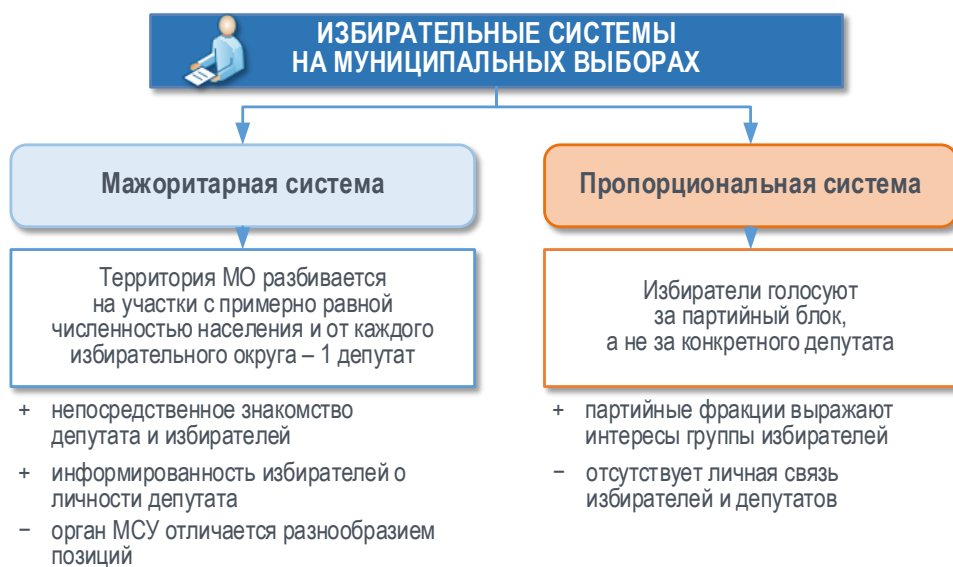 ИЗБИРАТЕЛЬНЫЕ СИСТЕМЫ
НА МУНИЦИПАЛЬНЫХ ВЫБОРАХ
Мажоритарная система
Территория МО разбивается
на участки с примерно равной
численностью населения и от каждого
избирательного округа – 1 депутат
+ непосредственное знакомство
депутата и избирателей
+ информированность избирателей о
личности депутата
− орган МСУ отличается разнообразием
позиций
Пропорциональная система
Избиратели голосуют
за партийный блок,
а не за конкретного депутата
+ партийные фракции выражают
интересы группы избирателей
− отсутствует личная связь
избирателей и депутатов